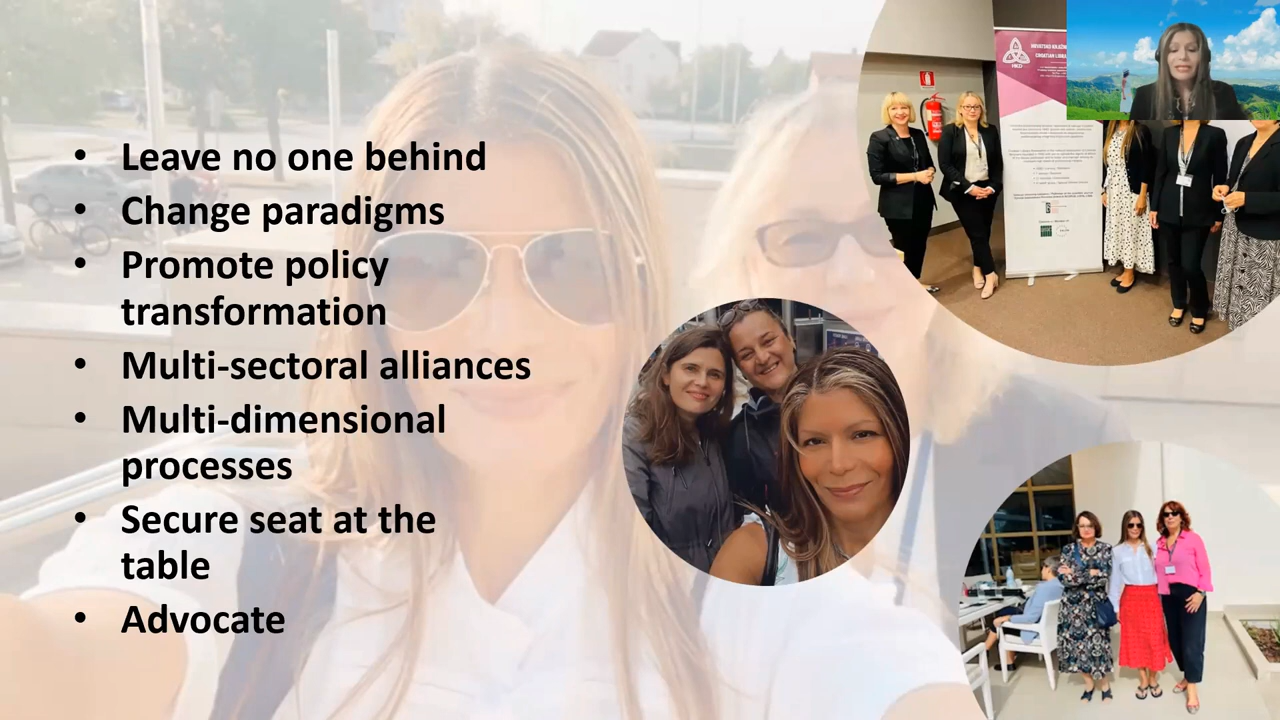 • Leave no one behind
• Change paradigms
• Promote policy
transformation
• Multi-sectoral alliances
• Multi-dimensional
processes
• Secure seat at the
table
• Advocate
HKD